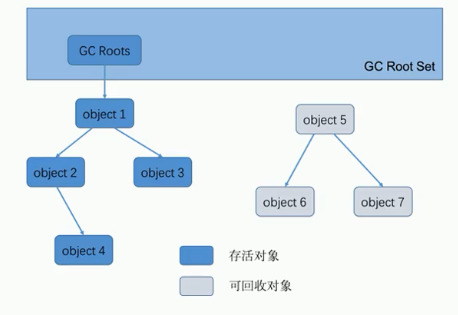 GC Roots
GC Root Set
object 1
object 5
object 2
object 3
object 6
object 7
object 4
存活对象
可回收对象